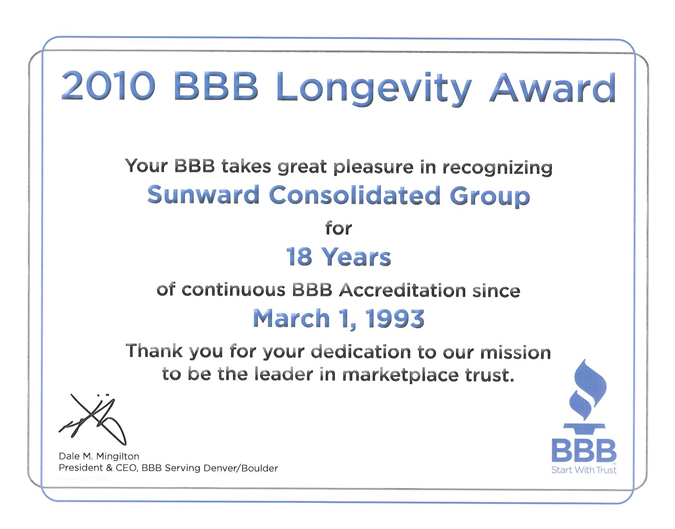 2010 BBB Longevity Award
Your BBB takes great pleasure in recognizing
Sunward Consolidated Group
for
18 Years
of continuous BBB Accreditation since
March 1, 1993
Thank you for your dedication to our mission
to be the leader in marketplace trust.
Dale M. Mingilton
President & CEO, BBB Serving Denver/Boulder
BBB
Start With Trust